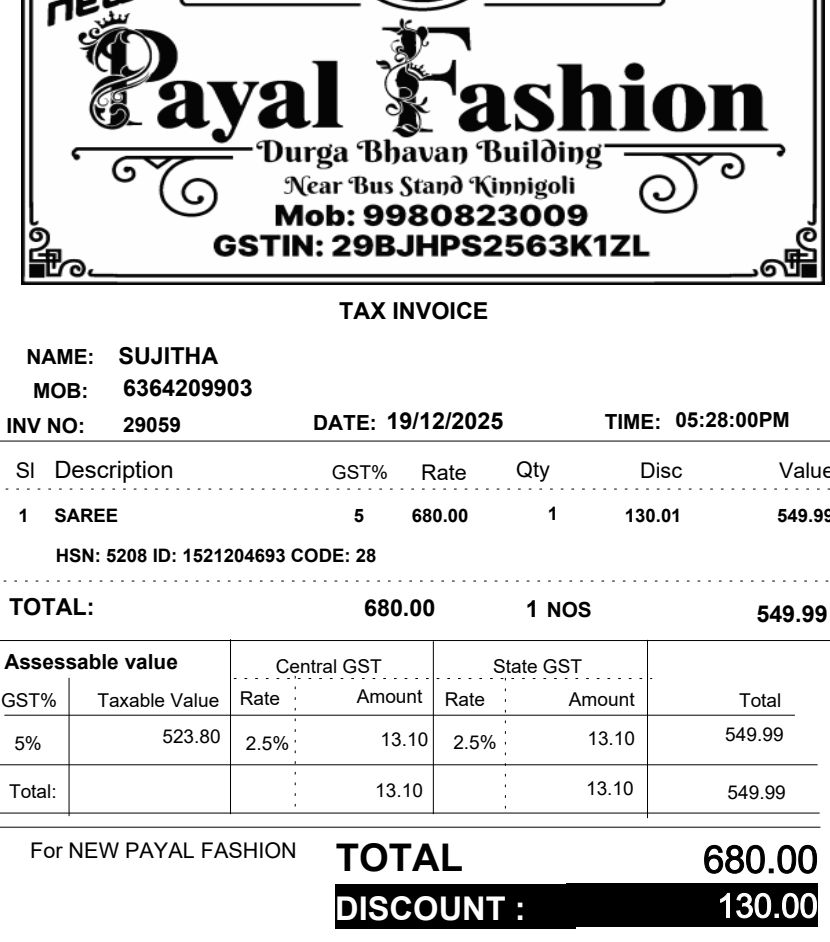 new
Payal Fashion
Durga Bhavan Building
Near Bus Stand Kinnigoli
Mob: 9980823009
GSTIN: 29BJHPS2563K1ZL
TAX INVOICE
NAME: SUJITHA
MOB: 6364209903
INV NO: 29059 DATE: 19/12/2025 TIME: 05:28:00PM
Sl Description GST% Rate Qty Disc Value
1 SAREE 5 680.00 1 130.01 549.99
HSN: 5208 ID: 1521204693 CODE: 28
TOTAL: 680.00 1 NOS 549.99
Assessable value Central GST State GST
GST% Taxable Value Rate Amount Rate Amount Total
5% 523.80 2.5% 13.10 2.5% 13.10 549.99
Total: 13.10 13.10 549.99
For NEW PAYAL FASHION TOTAL 680.00
DISCOUNT : 130.00